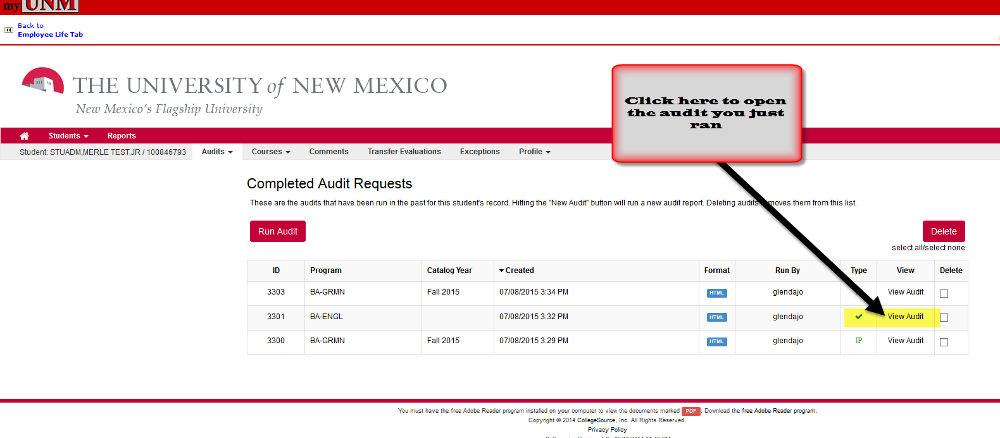 my UNM
Back to
Employee Life Tab
THE UNIVERSITY of NEW MEXICO
New Mexico's Flagship University
Click here to open
the audit you just
ran
Students Reports
Student: STUADM,MERLE TEST,JR / 100846793 Audits Courses Comments Transfer Evaluations Exceptions Profile
Completed Audit Requests
These are the audits that have been run in the past for this student's record. Hitting the "New Audit" button will run a new audit report. Deleting audits moves them from this list.
Run Audit Delete
select all/select none
ID Program Catalog Year Created Format Run By Type View Delete
3303 BA-GRMN Fall 2015 07/08/2015 3:34 PM HTML glendajo View Audit
3301 BA-ENGL 07/08/2015 3:32 PM HTML glendajo View Audit
3300 BA-GRMN Fall 2015 07/08/2015 3:29 PM HTML glendajo IP View Audit
You must have the free Adobe Reader program installed on your computer to view the documents marked PDF. Download the free Adobe Reader program.
Copyright © 2014 CollegeSource, Inc. All Rights Reserved.
Privacy Policy